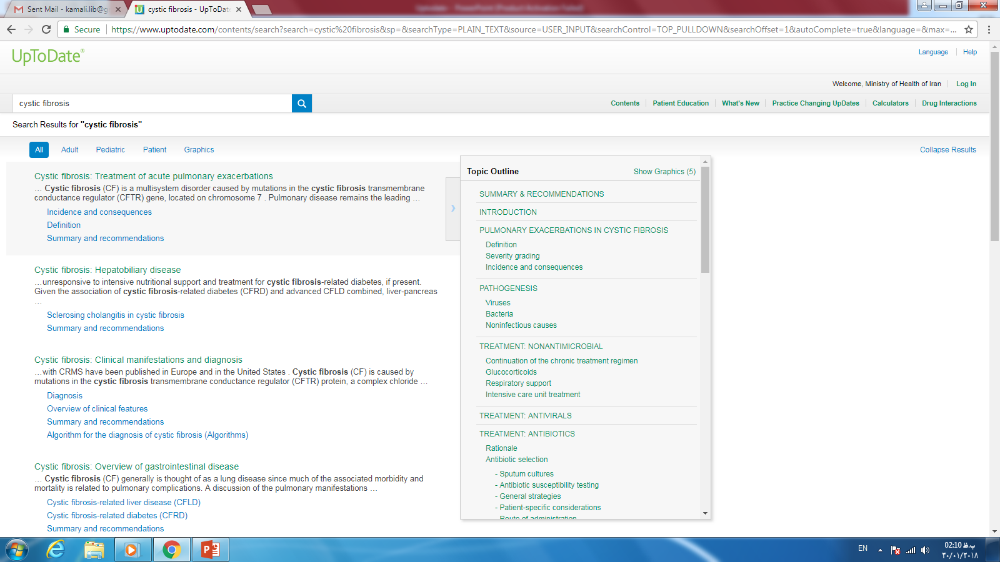 Sent Mail - kamali.lib@g
cystic fibrosis - UpToDate
Secure
https://www.uptodate.com/contents/search?search=cystic%20fibrosis&sp=&searchType=PLAIN_TEXT&source=USER_INPUT&searchControl=TOP_PULLDOWN&searchOffset=1&autoComplete=true&language=&max=...
UpToDate®
Language
Help
Welcome, Ministry of Health of Iran
Log In
cystic fibrosis
Contents
Patient Education
What's New
Practice Changing UpDates
Calculators
Drug Interactions
Search Results for "cystic fibrosis"
All
Adult
Pediatric
Patient
Graphics
Collapse Results
Cystic fibrosis: Treatment of acute pulmonary exacerbations
… Cystic fibrosis (CF) is a multisystem disorder caused by mutations in the cystic fibrosis transmembrane
conductance regulator (CFTR) gene, located on chromosome 7 . Pulmonary disease remains the leading …
Incidence and consequences
Definition
Summary and recommendations
Cystic fibrosis: Hepatobiliary disease
…unresponsive to intensive nutritional support and treatment for cystic fibrosis-related diabetes, if present.
Given the association of cystic fibrosis-related diabetes (CFRD) and advanced CFLD combined, liver-pancreas
…
Sclerosing cholangitis in cystic fibrosis
Summary and recommendations
Cystic fibrosis: Clinical manifestations and diagnosis
…with CRMS have been published in Europe and in the United States . Cystic fibrosis (CF) is caused by
mutations in the cystic fibrosis transmembrane conductance regulator (CFTR) protein, a complex chloride …
Diagnosis
Overview of clinical features
Summary and recommendations
Algorithm for the diagnosis of cystic fibrosis (Algorithms)
Cystic fibrosis: Overview of gastrointestinal disease
… Cystic fibrosis (CF) generally is thought of as a lung disease since much of the associated morbidity and
mortality is related to pulmonary complications. A discussion of the pulmonary manifestations …
Cystic fibrosis-related liver disease (CFLD)
Cystic fibrosis-related diabetes (CFRD)
Summary and recommendations
Topic Outline
Show Graphics (5)
SUMMARY & RECOMMENDATIONS
INTRODUCTION
PULMONARY EXACERBATIONS IN CYSTIC FIBROSIS
Definition
Severity grading
Incidence and consequences
PATHOGENESIS
Viruses
Bacteria
Noninfectious causes
TREATMENT: NONANTIMICROBIAL
Continuation of the chronic treatment regimen
Glucocorticoids
Respiratory support
Intensive care unit treatment
TREATMENT: ANTIVIRALS
TREATMENT: ANTIBIOTICS
Rationale
Antibiotic selection
- Sputum cultures
- Antibiotic susceptibility testing
- General strategies
- Patient-specific considerations
- Route of administration
EN
02:10 ب.ظ
۳۰/۰۱/۲۰۱۸